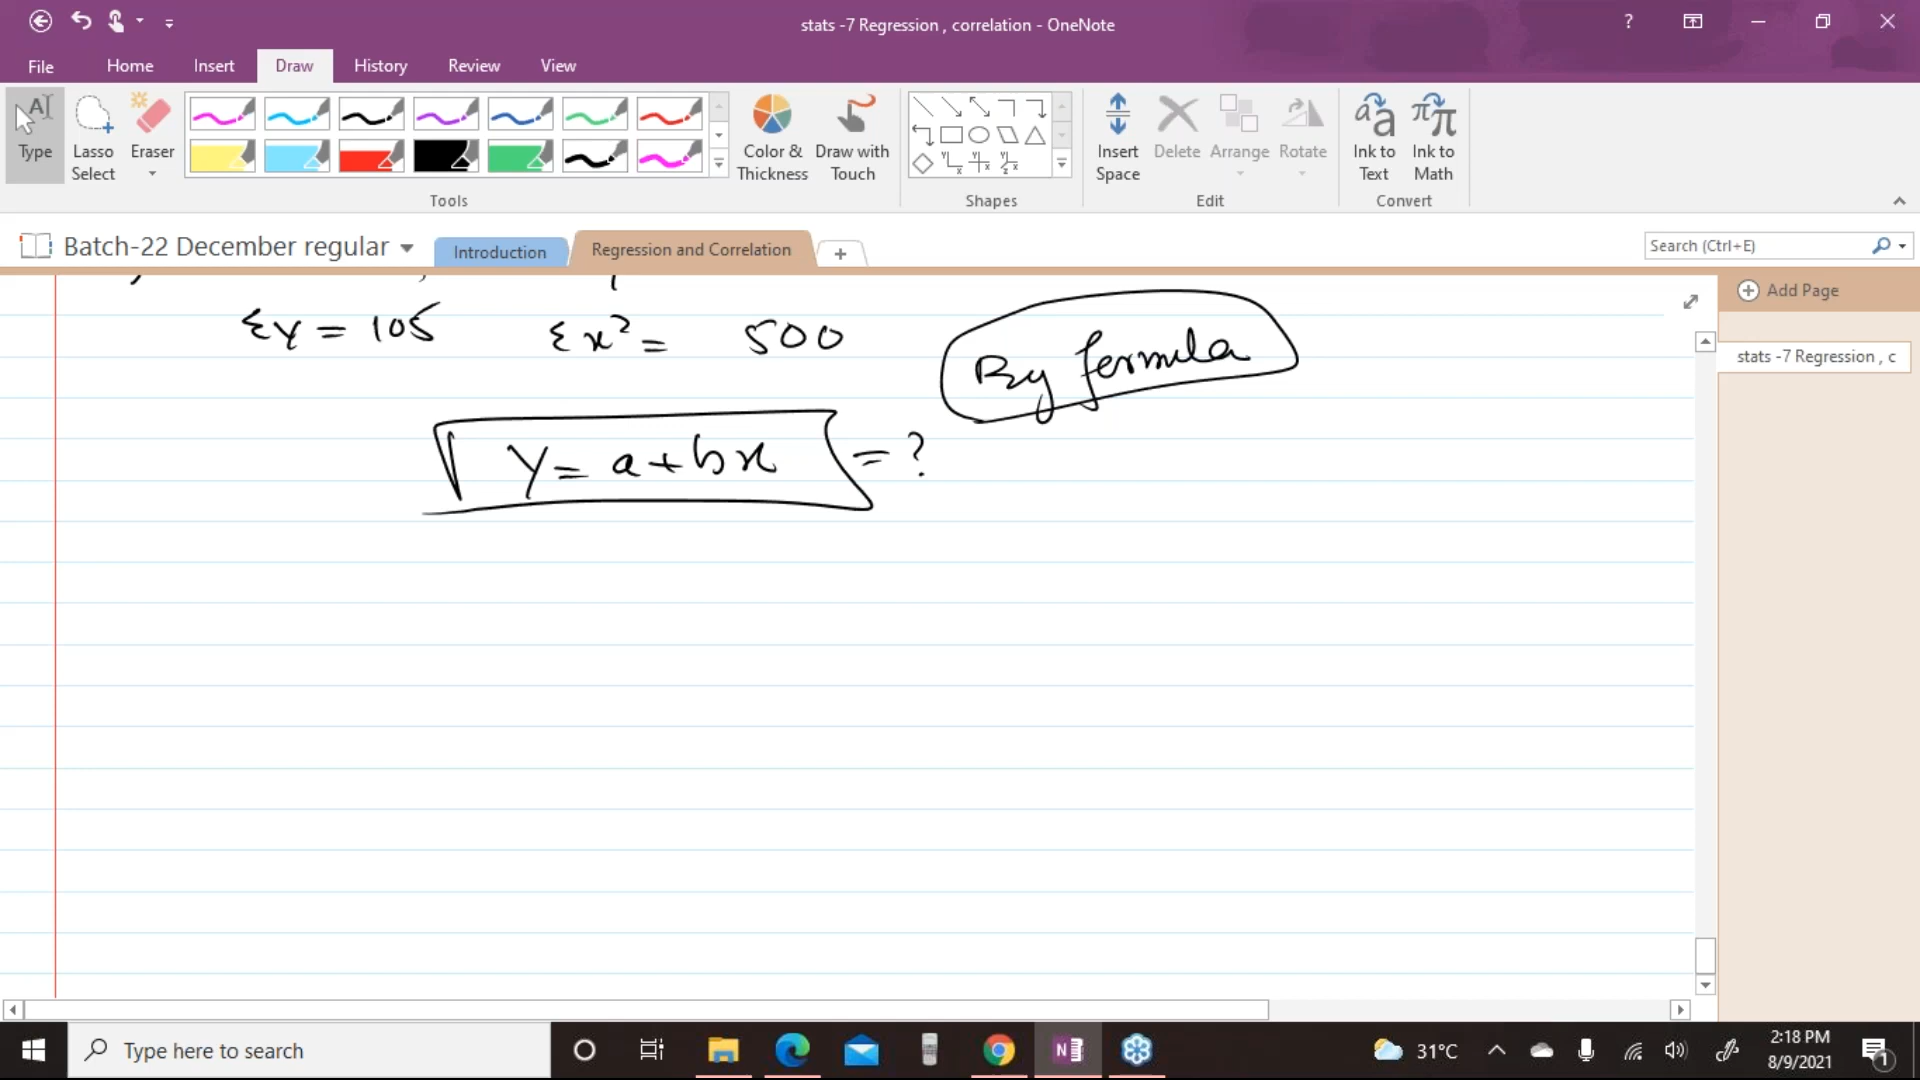 stats -7 Regression , correlation - OneNote
?
File Home Insert Draw History Review View
Type
Lasso Select
Eraser
Color & Thickness
Draw with Touch
Insert Space
Delete
Arrange
Rotate
Ink to Text
Ink to Math
Tools
Shapes
Edit
Convert
Batch-22 December regular
Introduction
Regression and Correlation
Search (Ctrl+E)
Add Page
stats -7 Regression , c
Σy = 105 Σx² = 500
By formula
y = a + bx = ?
Type here to search
31°C
2:18 PM
8/9/2021
1